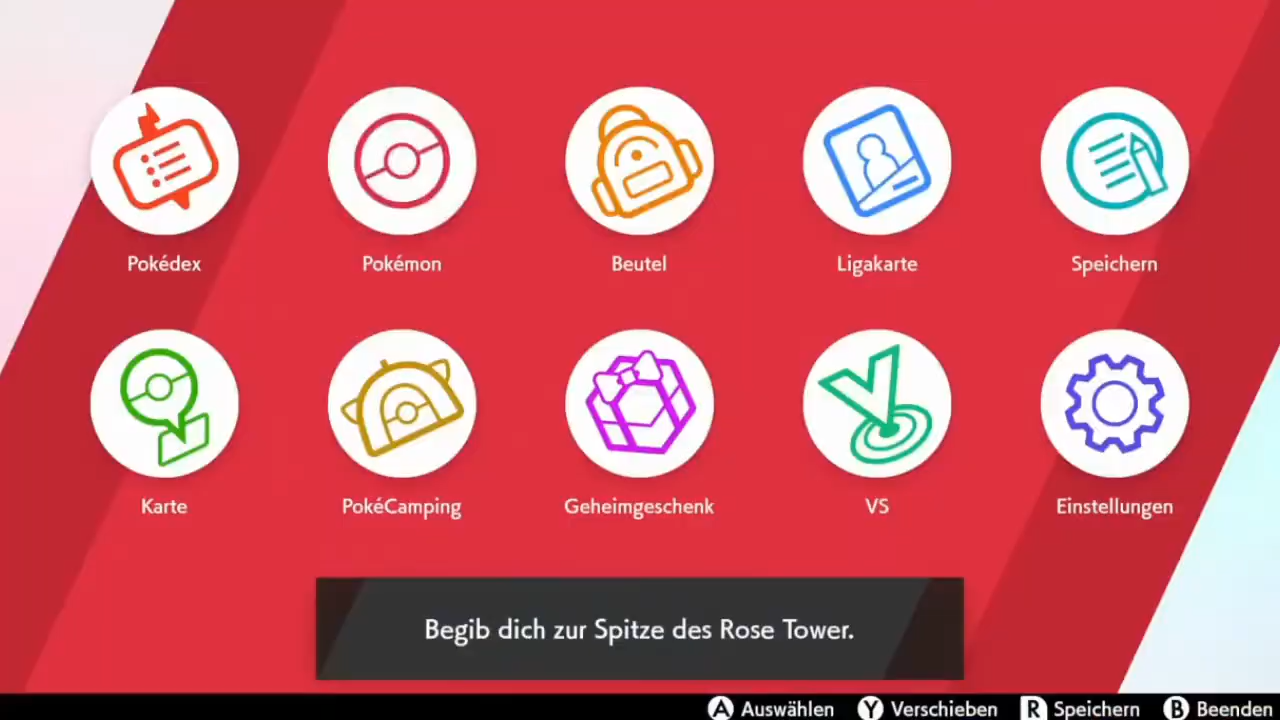 Pokédex
Pokémon
Beutel
Ligakarte
Speichern
Karte
PokéCamping
Geheimgeschenk
VS
Einstellungen
Begib dich zur Spitze des Rose Tower.
A Auswählen Y Verschieben R Speichern B Beenden